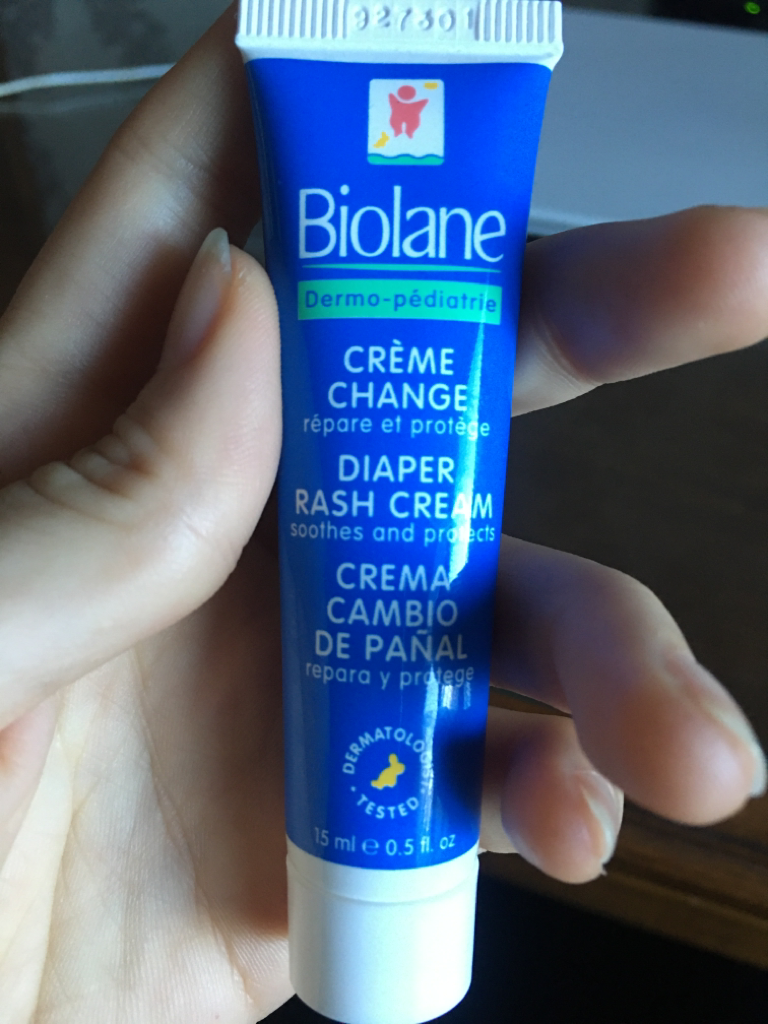 927301
Biolane
Dermo-pédiatrie
CRÈME
CHANGE
répare et protège
DIAPER
RASH CREAM
soothes and protects
CREMA
CAMBIO
DE PAÑAL
repara y protege
DERMATOLOGIST
• TESTED •
15 ml e 0.5 fl. oz